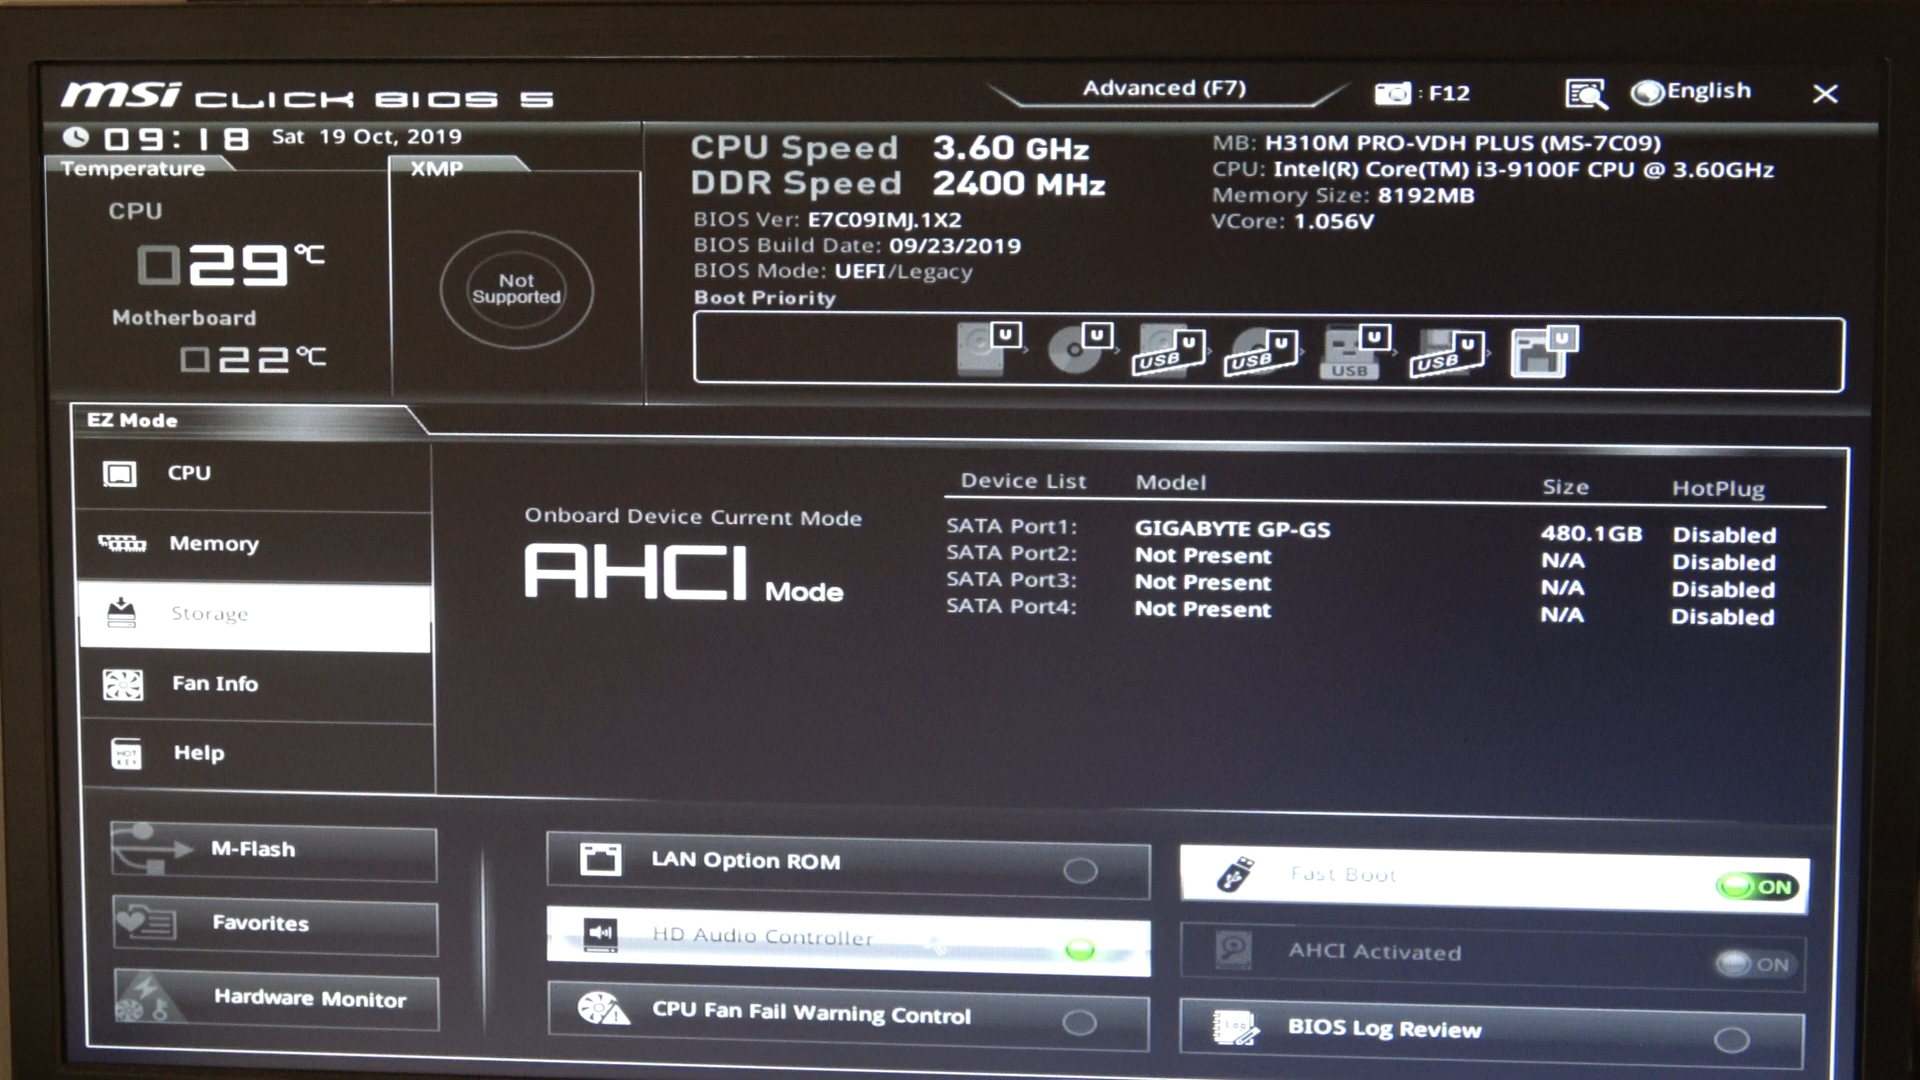 msi CLICK BIOS 5
Advanced (F7)
: F12
English
X
09:18 Sat 19 Oct, 2019
Temperature
XMP
CPU
29°C
Motherboard
22°C
Not
Supported
CPU Speed 3.60 GHz
DDR Speed 2400 MHz
BIOS Ver: E7C09IMJ.1X2
BIOS Build Date: 09/23/2019
BIOS Mode: UEFI/Legacy
Boot Priority
MB: H310M PRO-VDH PLUS (MS-7C09)
CPU: Intel(R) Core(TM) i3-9100F CPU @ 3.60GHz
Memory Size: 8192MB
VCore: 1.056V
U U USB U USB U USB U USB U U
EZ Mode
CPU
Memory
Storage
Fan Info
HOT KEY
Help
Onboard Device Current Mode
AHCI Mode
Device List Model Size HotPlug
SATA Port1: GIGABYTE GP-GS 480.1GB Disabled
SATA Port2: Not Present N/A Disabled
SATA Port3: Not Present N/A Disabled
SATA Port4: Not Present N/A Disabled
M-Flash
Favorites
Hardware Monitor
LAN Option ROM
HD Audio Controller
CPU Fan Fail Warning Control
Fast Boot ON
AHCI Activated ON
Log
BIOS Log Review